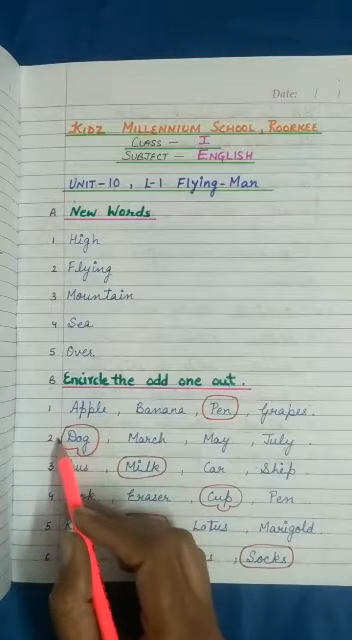 Date: / /
KIDZ MILLENNIUM SCHOOL, ROORKEE
CLASS - I
SUBJECT - ENGLISH
UNIT-10, L-1 Flying-Man
A New Words
1 High
2 Flying
3 Mountain
4 Sea
5 Over
B Encircle the odd one out.
1 Apple, Banana, Pen, Grapes.
2 Dog, March, May, July
3 Milk, Car, Ship
4 Eraser, Cup, Pen
5 Lotus, Marigold
6 Socks